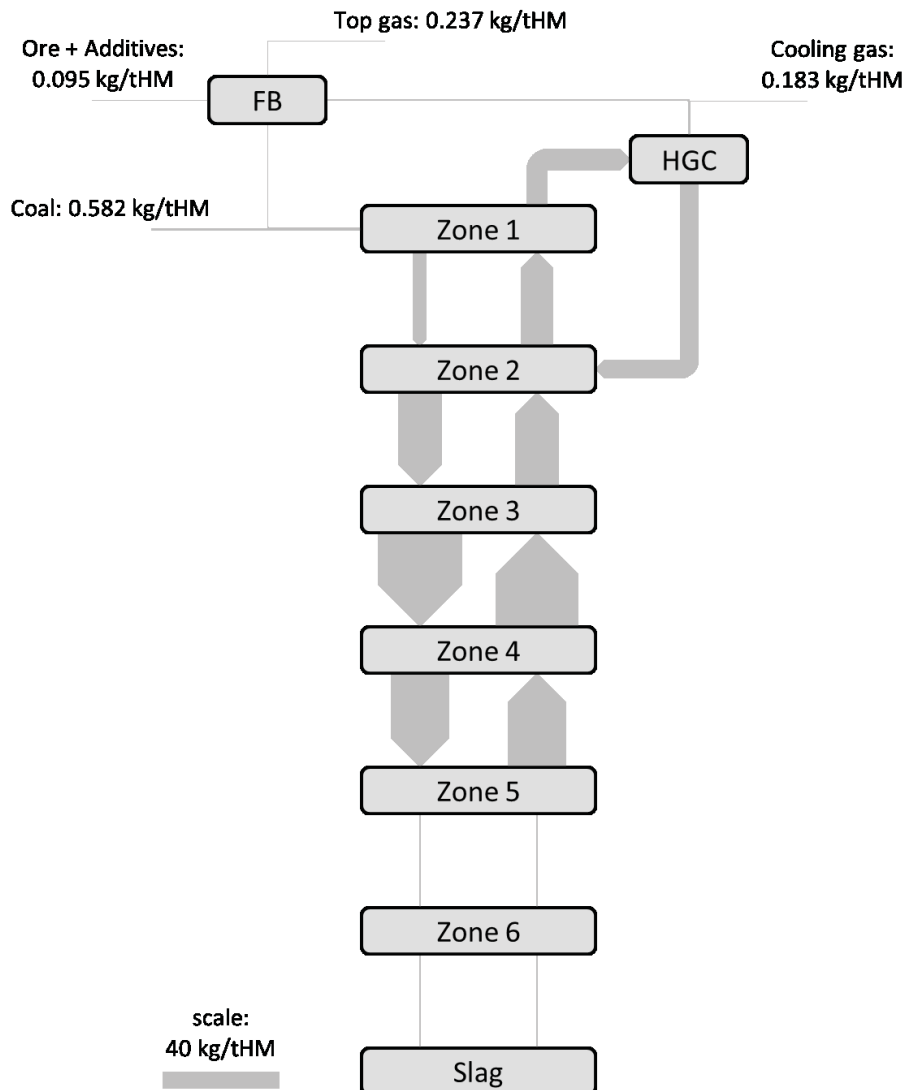 Top gas: 0.237 kg/tHM
Ore + Additives:
0.095 kg/tHM
Cooling gas:
0.183 kg/tHM
FB
HGC
Coal: 0.582 kg/tHM
Zone 1
Zone 2
Zone 3
Zone 4
Zone 5
Zone 6
scale:
40 kg/tHM
Slag